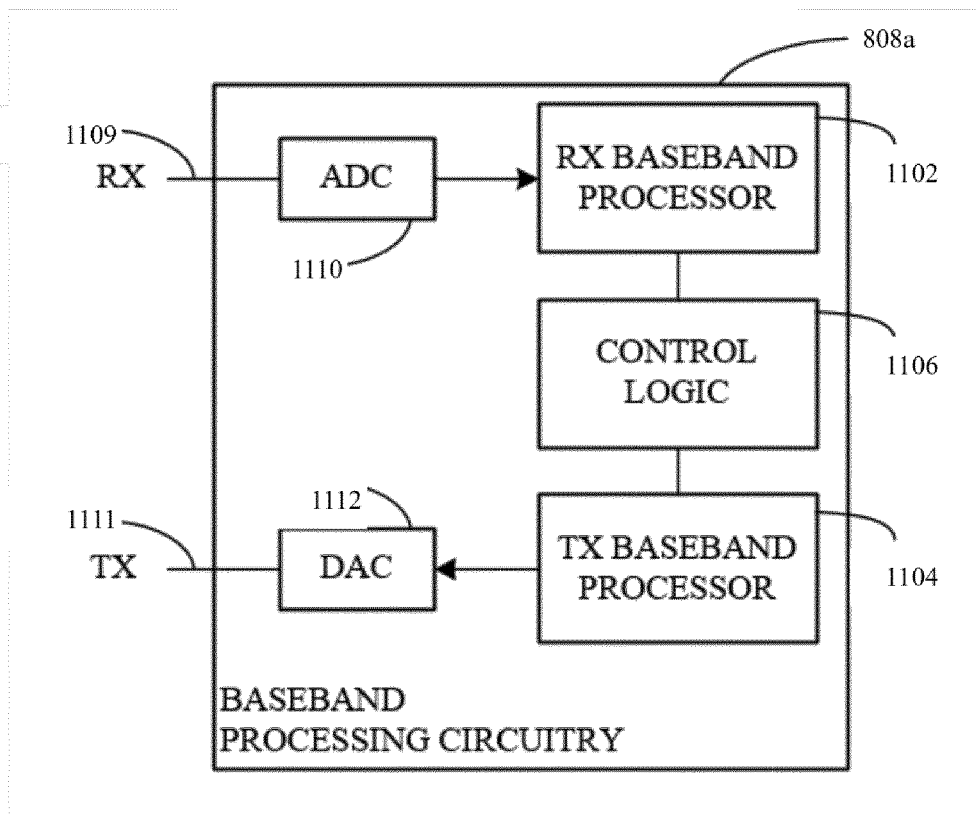 808a
1109
RX
ADC
1110
RX BASEBAND
PROCESSOR
1102
CONTROL
LOGIC
1106
1111
TX
1112
DAC
TX BASEBAND
PROCESSOR
1104
BASEBAND
PROCESSING CIRCUITRY